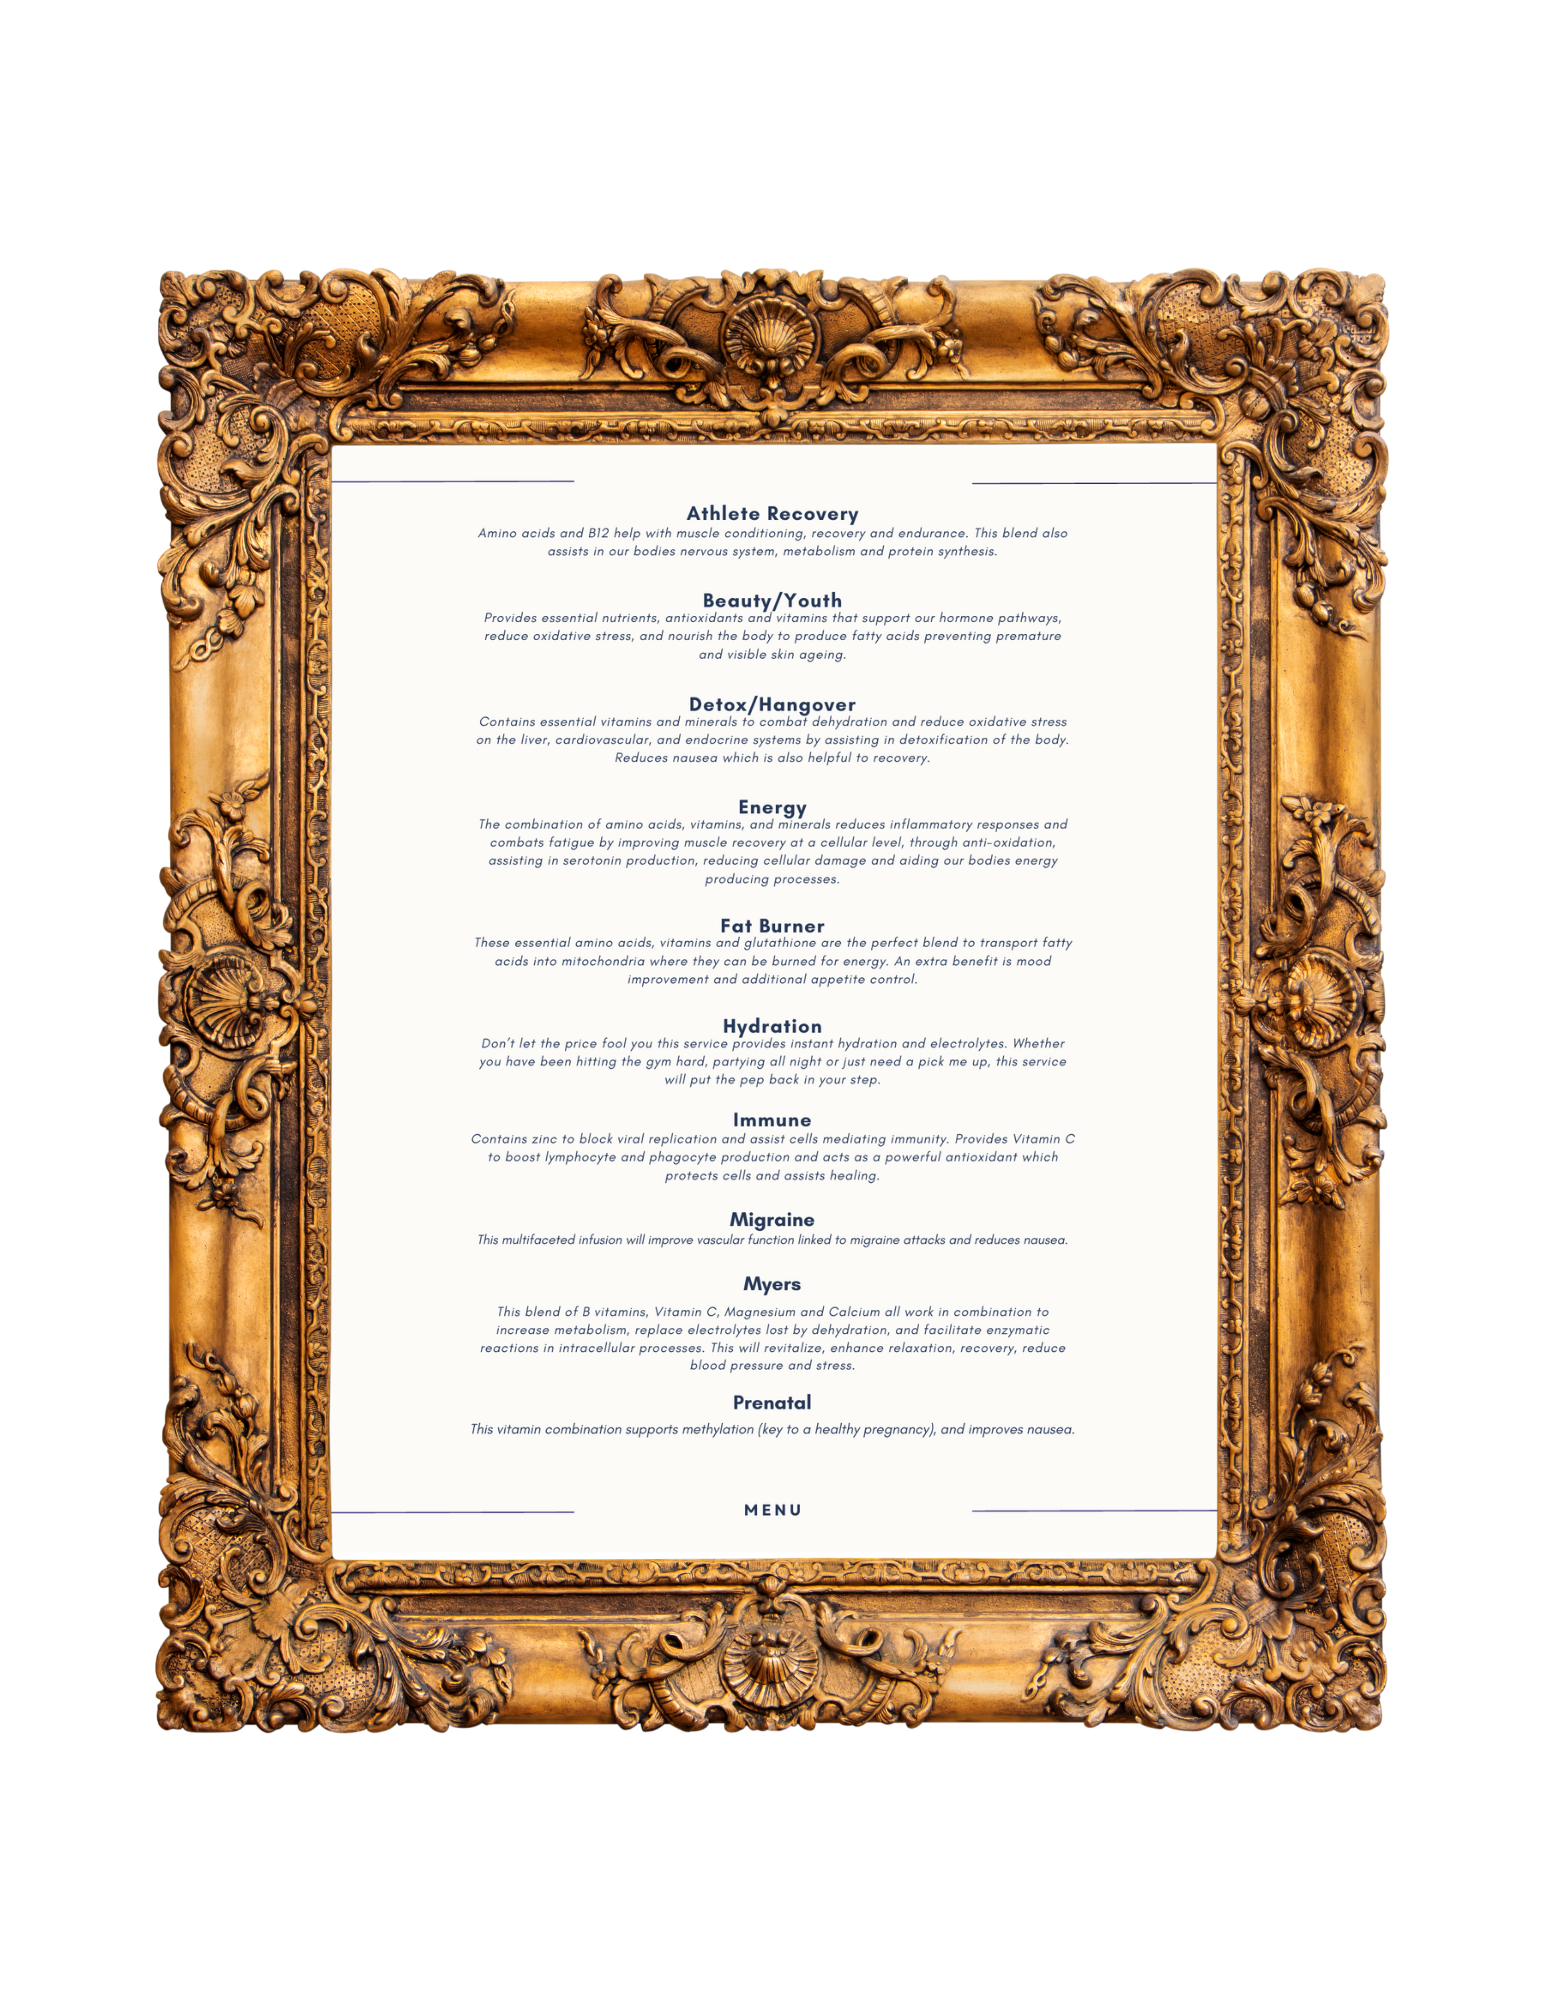 Athlete Recovery
Amino acids and B12 help with muscle conditioning, recovery and endurance. This blend also
assists in our bodies nervous system, metabolism and protein synthesis.
Beauty/Youth
Provides essential nutrients, antioxidants and vitamins that support our hormone pathways,
reduce oxidative stress, and nourish the body to produce fatty acids preventing premature
and visible skin ageing.
Detox/Hangover
Contains essential vitamins and minerals to combat dehydration and reduce oxidative stress
on the liver, cardiovascular, and endocrine systems by assisting in detoxification of the body.
Reduces nausea which is also helpful to recovery.
Energy
The combination of amino acids, vitamins, and minerals reduces inflammatory responses and
combats fatigue by improving muscle recovery at a cellular level, through anti-oxidation,
assisting in serotonin production, reducing cellular damage and aiding our bodies energy
producing processes.
Fat Burner
These essential amino acids, vitamins and glutathione are the perfect blend to transport fatty
acids into mitochondria where they can be burned for energy. An extra benefit is mood
improvement and additional appetite control.
Hydration
Don't let the price fool you this service provides instant hydration and electrolytes. Whether
you have been hitting the gym hard, partying all night or just need a pick me up, this service
will put the pep back in your step.
Immune
Contains zinc to block viral replication and assist cells mediating immunity. Provides Vitamin C
to boost lymphocyte and phagocyte production and acts as a powerful antioxidant which
protects cells and assists healing.
Migraine
This multifaceted infusion will improve vascular function linked to migraine attacks and reduces nausea.
Myers
This blend of B vitamins, Vitamin C, Magnesium and Calcium all work in combination to
increase metabolism, replace electrolytes lost by dehydration, and facilitate enzymatic
reactions in intracellular processes. This will revitalize, enhance relaxation, recovery, reduce
blood pressure and stress.
Prenatal
This vitamin combination supports methylation (key to a healthy pregnancy), and improves nausea.
MENU